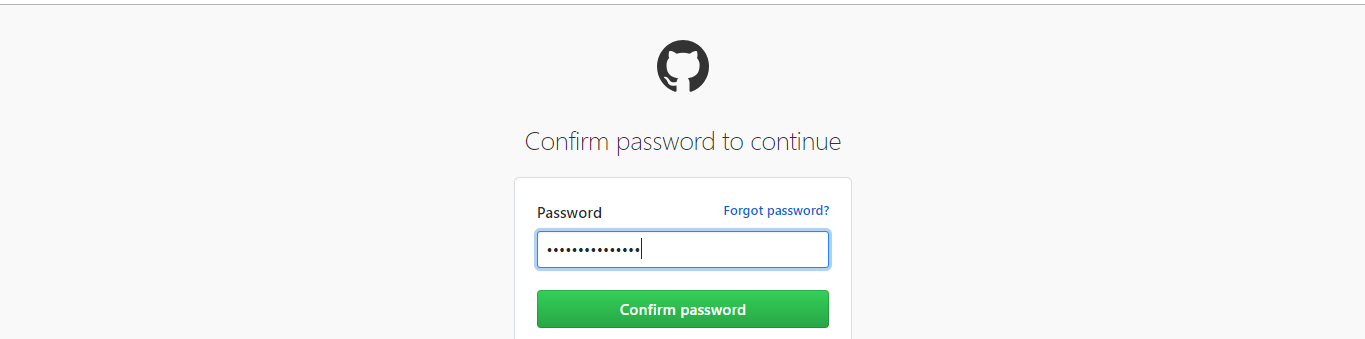 Confirm password to continue
Password Forgot password?
•••••••••••••••
Confirm password